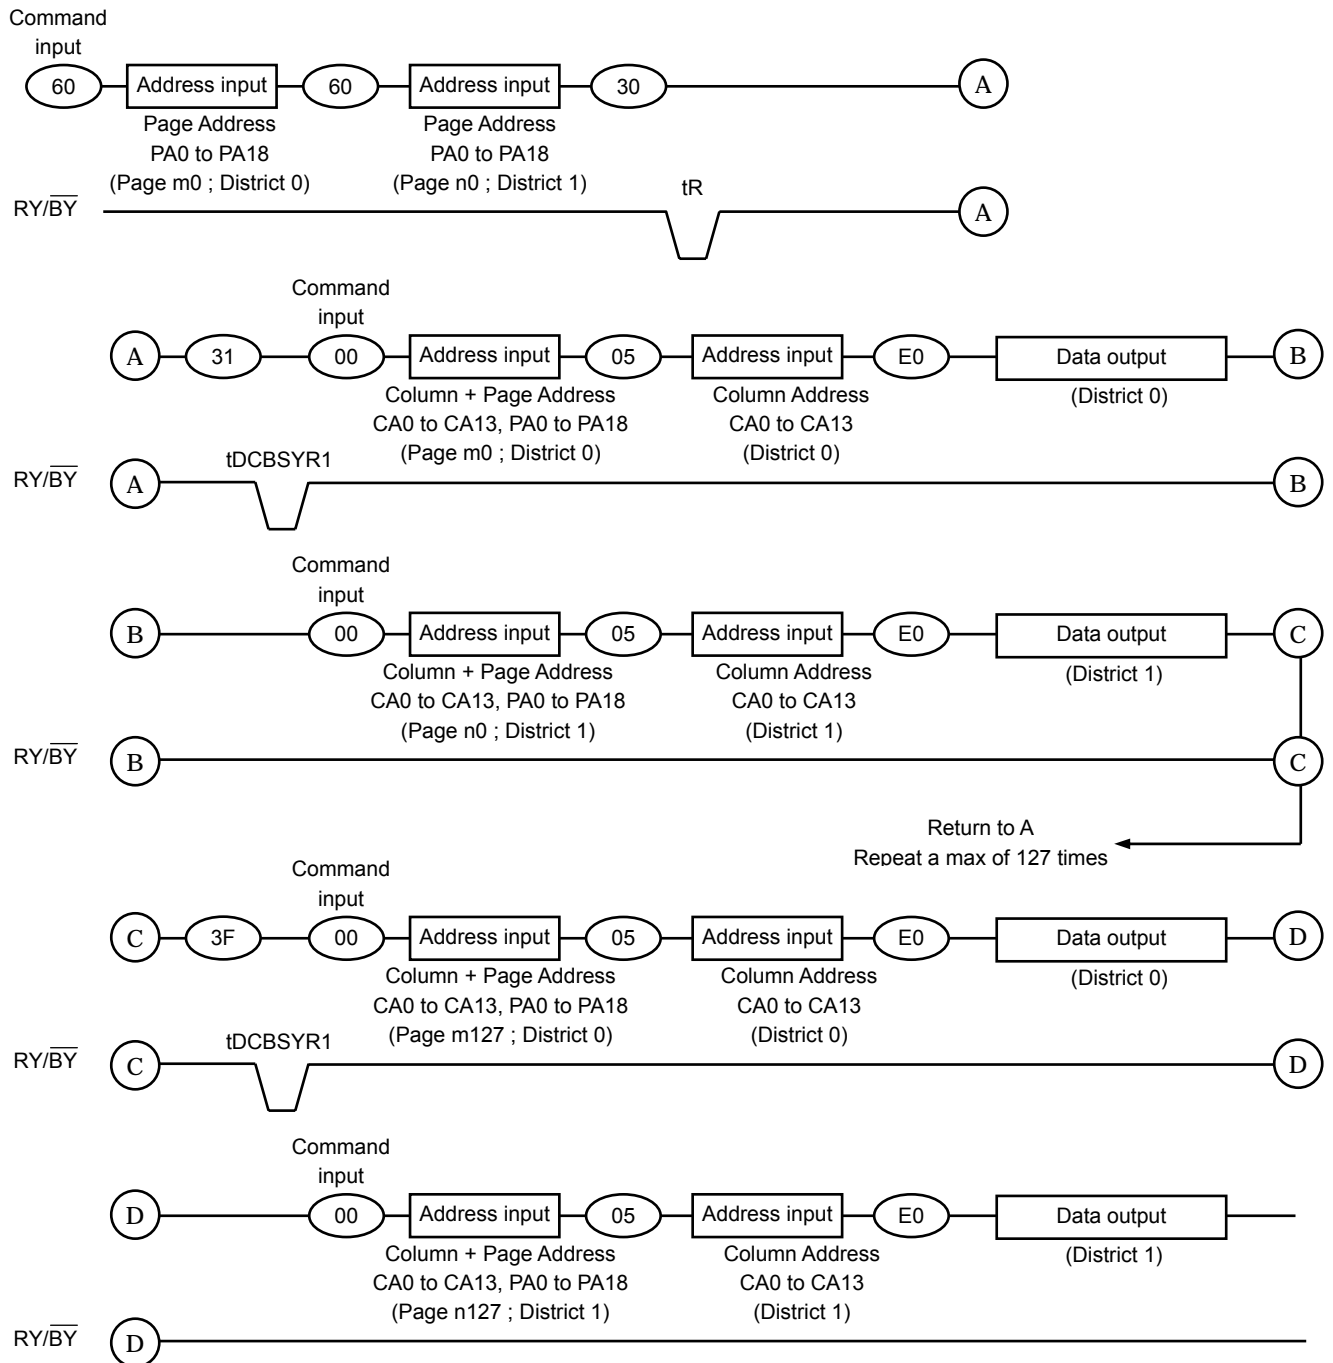 Command
input
60 Address input 60 Address input 30 A
Page Address Page Address
PA0 to PA18 PA0 to PA18
(Page m0 ; District 0) (Page n0 ; District 1)
tR
RY/BY A
Command
input
A 31 00 Address input 05 Address input E0 Data output B
Column + Page Address Column Address (District 0)
CA0 to CA13, PA0 to PA18 CA0 to CA13
(Page m0 ; District 0) (District 0)
tDCBSYR1
RY/BY A B
Command
input
B 00 Address input 05 Address input E0 Data output C
Column + Page Address Column Address (District 1)
CA0 to CA13, PA0 to PA18 CA0 to CA13
(Page n0 ; District 1) (District 1)
RY/BY B C
Return to A
Repeat a max of 127 times
Command
input
C 3F 00 Address input 05 Address input E0 Data output D
Column + Page Address Column Address (District 0)
CA0 to CA13, PA0 to PA18 CA0 to CA13
(Page m127 ; District 0) (District 0)
tDCBSYR1
RY/BY C D
Command
input
D 00 Address input 05 Address input E0 Data output
Column + Page Address Column Address (District 1)
CA0 to CA13, PA0 to PA18 CA0 to CA13
(Page n127 ; District 1) (District 1)
RY/BY D